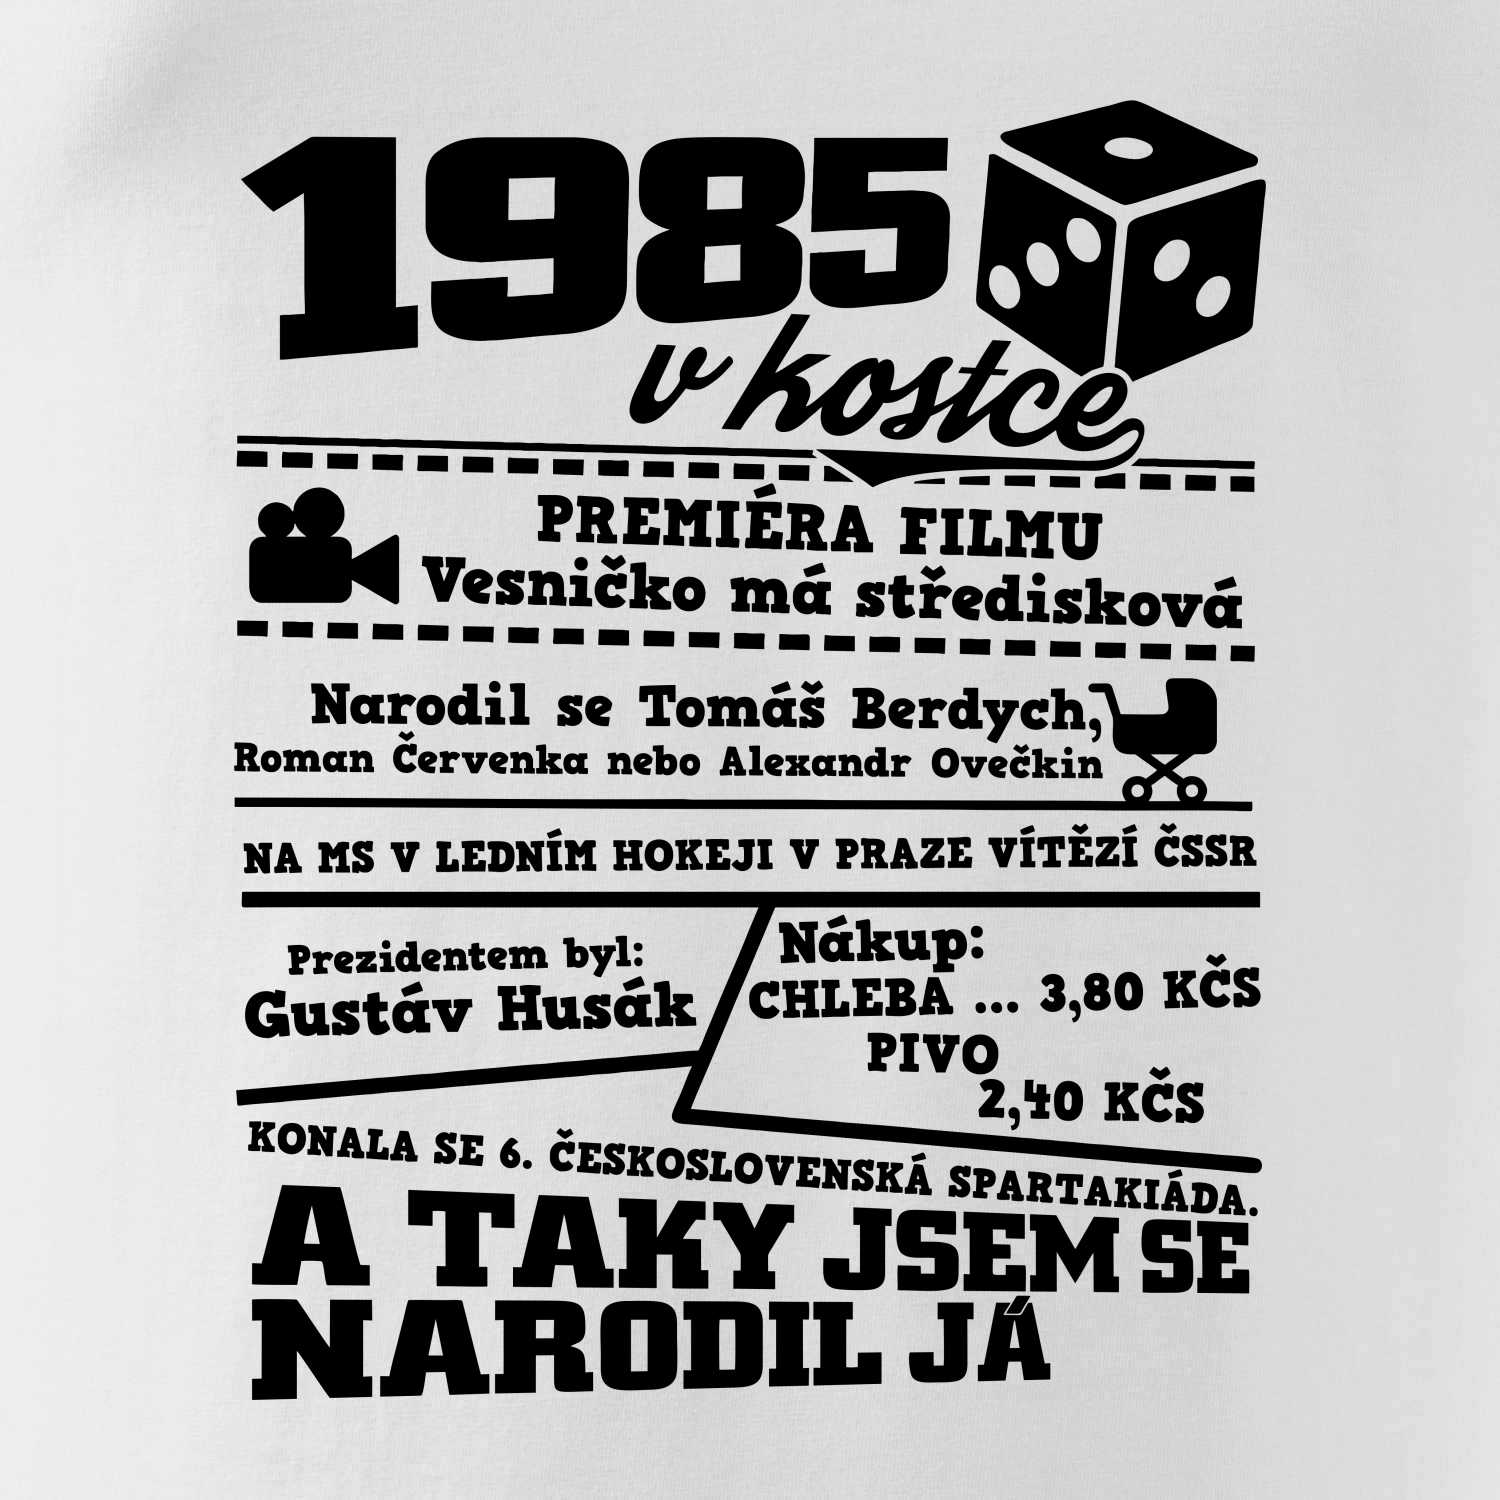 1985
v kostce
PREMIÉRA FILMU
Vesničko má středisková
Narodil se Tomáš Berdych,
Roman Červenka nebo Alexandr Ovečkin
NA MS V LEDNÍM HOKEJI V PRAZE VÍTĚZÍ ČSSR
Prezidentem byl:
Gustáv Husák
Nákup:
CHLEBA ... 3,80 KČS
PIVO
2,40 KČS
KONALA SE 6. ČESKOSLOVENSKÁ SPARTAKIÁDA.
A TAKY JSEM SE
NARODIL JÁ